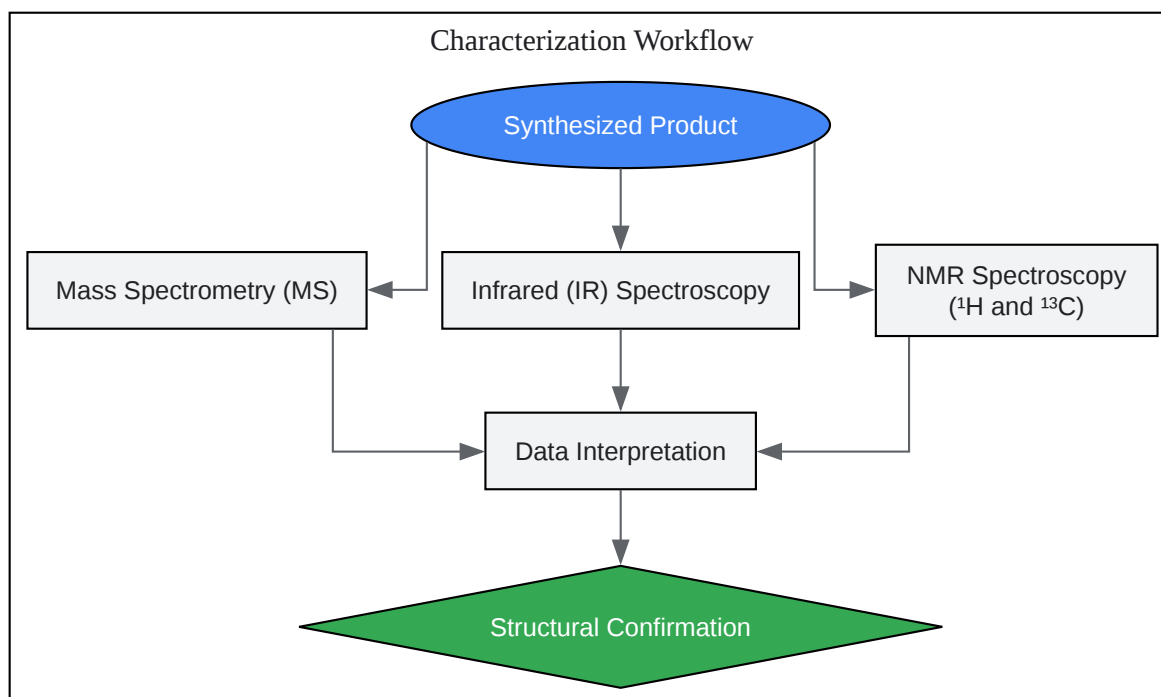 Characterization Workflow
Synthesized Product
Mass Spectrometry (MS)
Infrared (IR) Spectroscopy
NMR Spectroscopy
(¹H and ¹³C)
Data Interpretation
Structural Confirmation